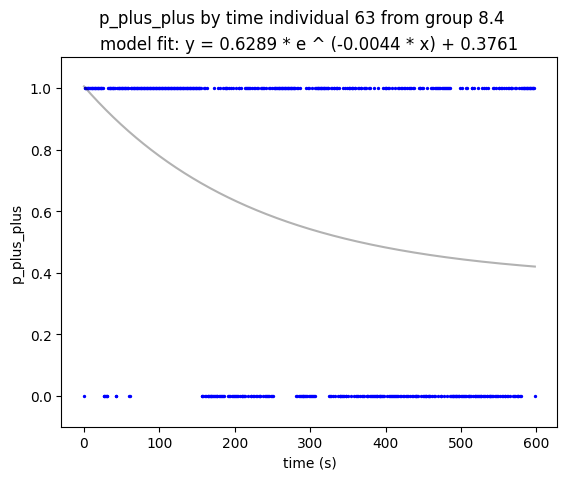 p_plus_plus by time individual 63 from group 8.4
model fit: y = 0.6289 * e ^ (-0.0044 * x) + 0.3761
1.0
0.8
0.6
0.4
0.2
0.0
p_plus_plus
0 100 200 300 400 500 600
time (s)